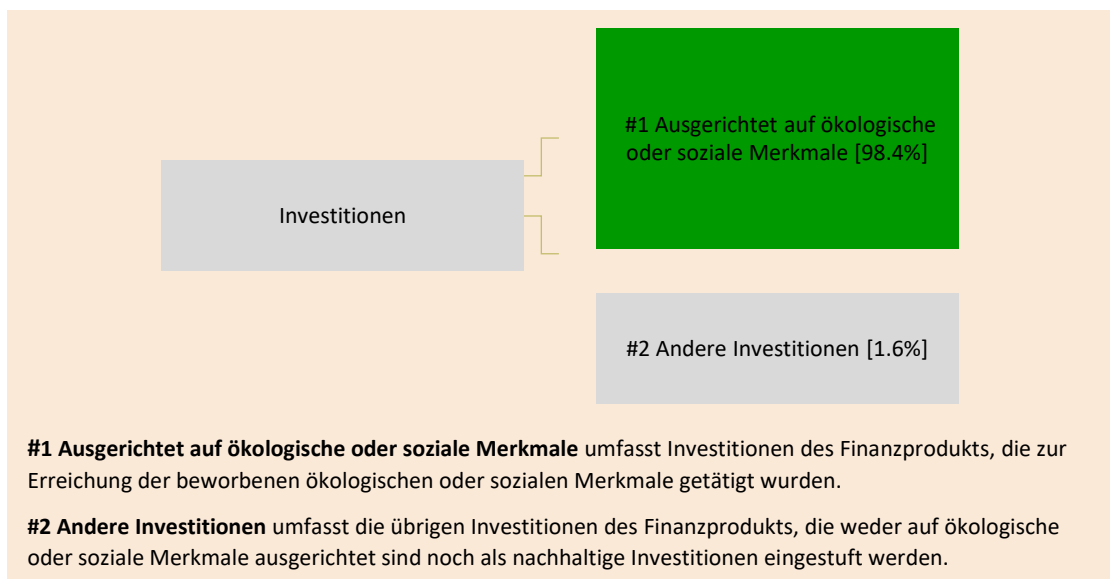 #1 Ausgerichtet auf ökologische
oder soziale Merkmale [98.4%]
Investitionen
#2 Andere Investitionen [1.6%]
#1 Ausgerichtet auf ökologische oder soziale Merkmale umfasst Investitionen des Finanzprodukts, die zur
Erreichung der beworbenen ökologischen oder sozialen Merkmale getätigt wurden.
#2 Andere Investitionen umfasst die übrigen Investitionen des Finanzprodukts, die weder auf ökologische
oder soziale Merkmale ausgerichtet sind noch als nachhaltige Investitionen eingestuft werden.